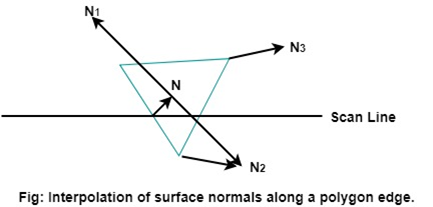 N1
N3
N
Scan Line
N2
Fig: Interpolation of surface normals along a polygon edge.